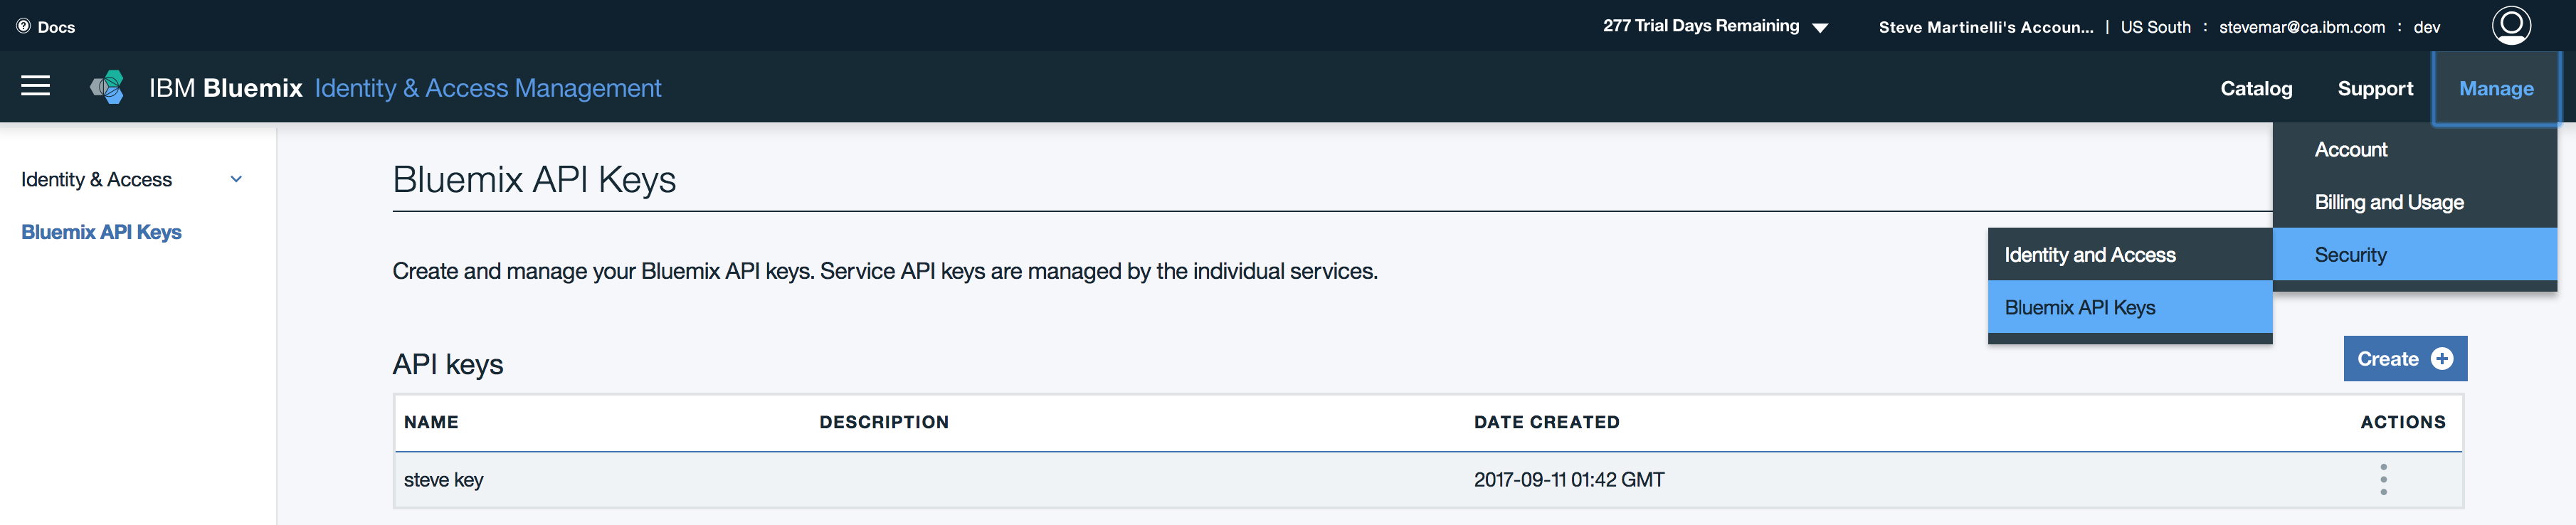 Docs
277 Trial Days Remaining
Steve Martinelli's Accoun... | US South : stevemar@ca.ibm.com : dev
IBM Bluemix Identity & Access Management
Catalog Support Manage
Account
Billing and Usage
Security
Identity and Access
Bluemix API Keys
Identity & Access
Bluemix API Keys
Bluemix API Keys
Create and manage your Bluemix API keys. Service API keys are managed by the individual services.
API keys
Create
NAME DESCRIPTION DATE CREATED ACTIONS
steve key 2017-09-11 01:42 GMT